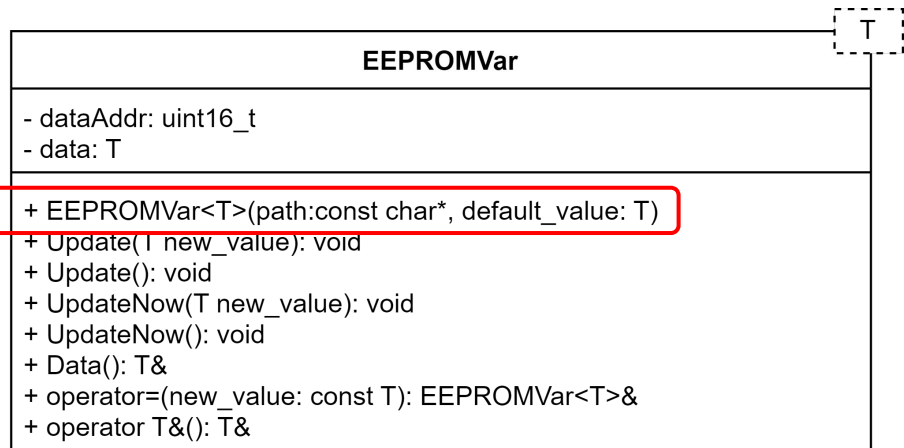 T
EEPROMVar
- dataAddr: uint16_t
- data: T
+ EEPROMVar<T>(path:const char*, default_value: T)
+ Update(T new_value): void
+ Update(): void
+ UpdateNow(T new_value): void
+ UpdateNow(): void
+ Data(): T&
+ operator=(new_value: const T): EEPROMVar<T>&
+ operator T&(): T&